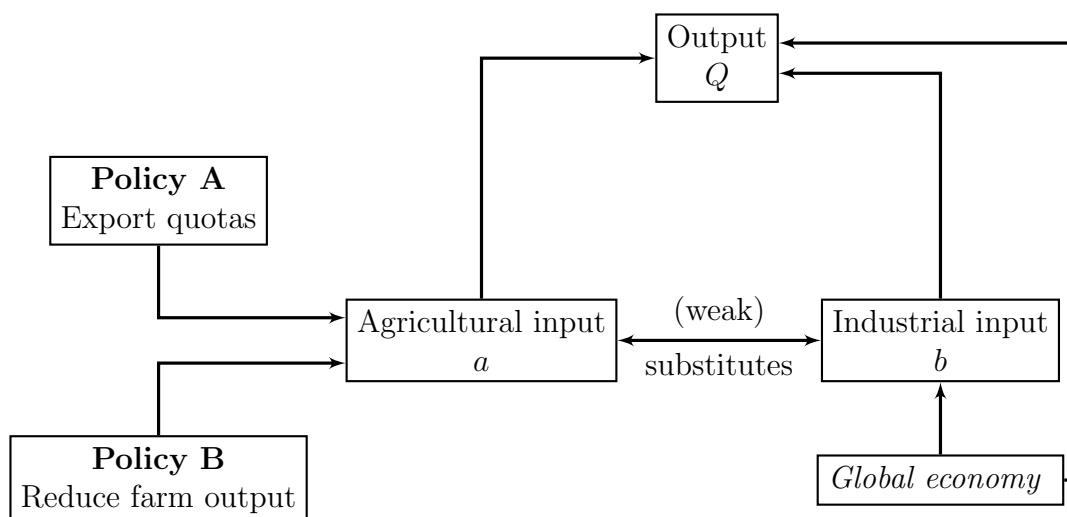 Output
Q
Policy A
Export quotas
Agricultural input
a
(weak)
substitutes
Industrial input
b
Policy B
Reduce farm output
Global economy